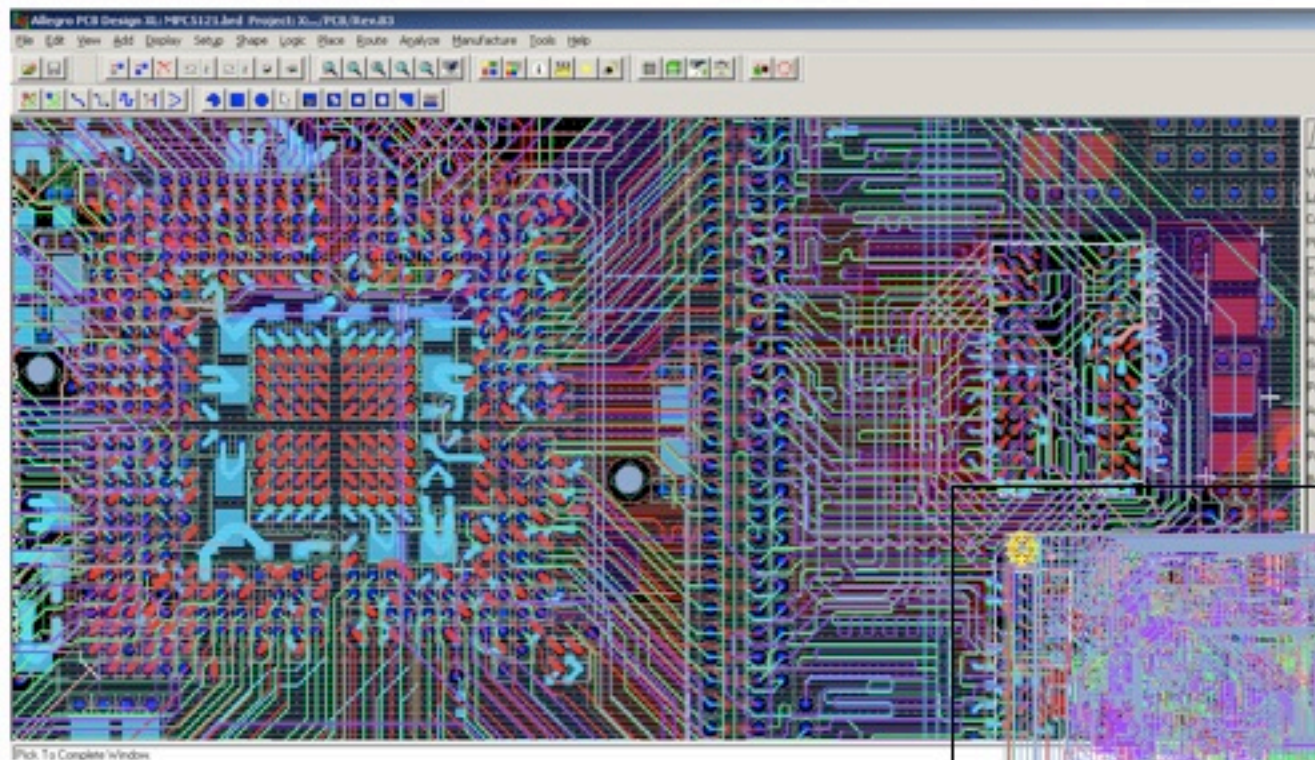 Allegro PCB Design XL: MPC5121.brd Project: X:.../PCB/Rev.B3
File Edit View Add Display Setup Shape Logic Place Route Analyze Manufacture Tools Help
Pick To Complete Window.